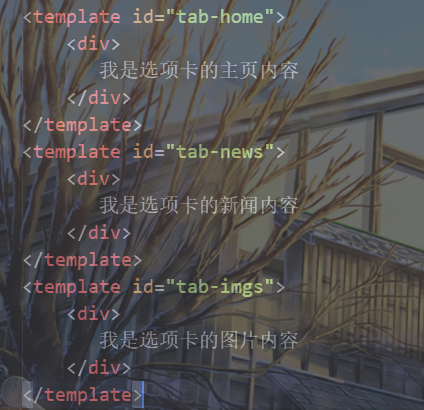 <template id="tab-home">
<div>
我是选项卡的主页内容
</div>
</template>
<template id="tab-news">
<div>
我是选项卡的新闻内容
</div>
</template>
<template id="tab-imgs">
<div>
我是选项卡的图片内容
</div>
</template>